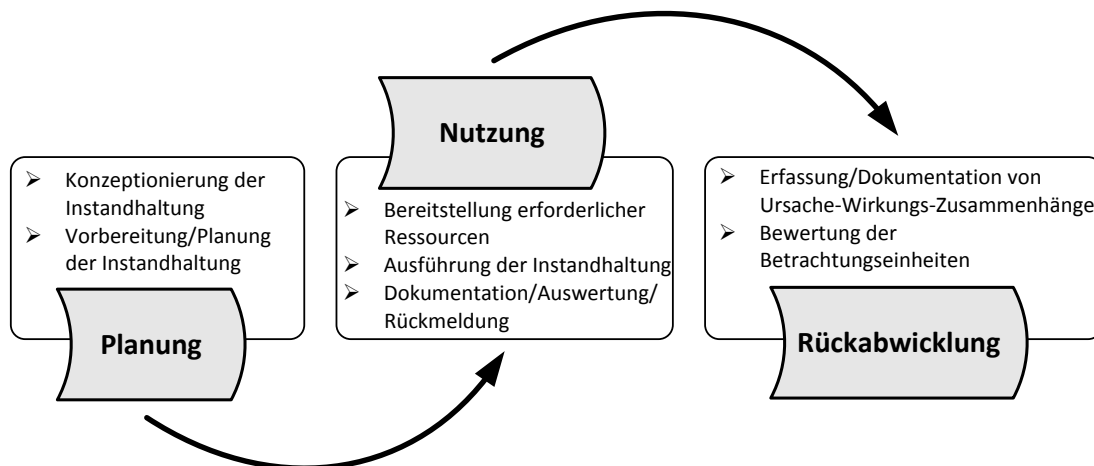 Konzeptionierung der
Instandhaltung
Vorbereitung/Planung
der Instandhaltung
Planung
Nutzung
Bereitstellung erforderlicher
Ressourcen
Ausführung der Instandhaltung
Dokumentation/Auswertung/
Rückmeldung
Erfassung/Dokumentation von
Ursache-Wirkungs-Zusammenhänge
Bewertung der
Betrachtungseinheiten
Rückabwicklung